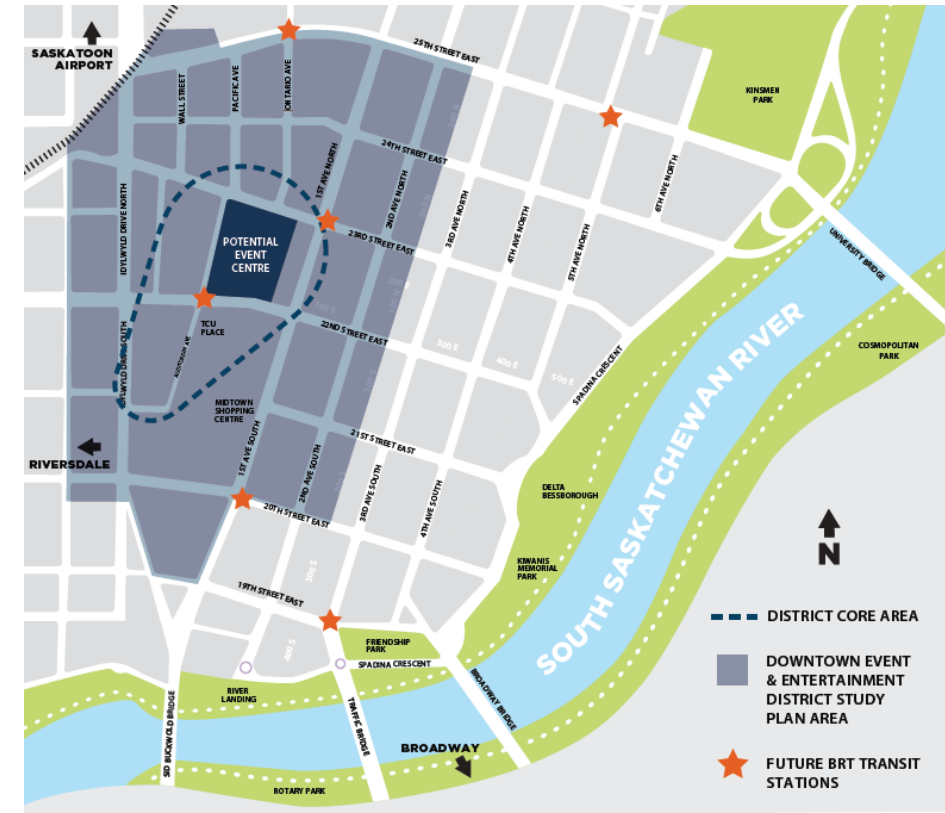 SASKATOON
AIRPORT
25TH STREET EAST
WALL STREET
PACIFIC AVE
ONTARIO AVE
KINSMEN
PARK
24TH STREET EAST
1ST AVE NORTH
2ND AVE NORTH
3RD AVE NORTH
4TH AVE NORTH
5TH AVE NORTH
6TH AVE NORTH
IDYLWYLD DRIVE NORTH
POTENTIAL
EVENT
CENTRE
23RD STREET EAST
UNIVERSITY BRIDGE
TCU
PLACE
22ND STREET EAST
300 E
400 E
500 E
SPADINA CRESCENT
COSMOPOLITAN
PARK
IDYLWYLD DRIVE SOUTH
AUDITORIUM AVE
MIDTOWN
SHOPPING
CENTRE
SOUTH SASKATCHEWAN RIVER
RIVERSDALE
1ST AVE SOUTH
2ND AVE SOUTH
21ST STREET EAST
3RD AVE SOUTH
4TH AVE SOUTH
DELTA
BESSBOROUGH
20TH STREET EAST
KIWANIS
MEMORIAL
PARK
N
19TH STREET EAST
300 S
400 S
FRIENDSHIP
PARK
SPADINA CRESCENT
RIVER
LANDING
SID BUCKWOLD BRIDGE
TRAFFIC BRIDGE
BROADWAY BRIDGE
BROADWAY
ROTARY PARK
DISTRICT CORE AREA
DOWNTOWN EVENT
& ENTERTAINMENT
DISTRICT STUDY
PLAN AREA
FUTURE BRT TRANSIT
STATIONS